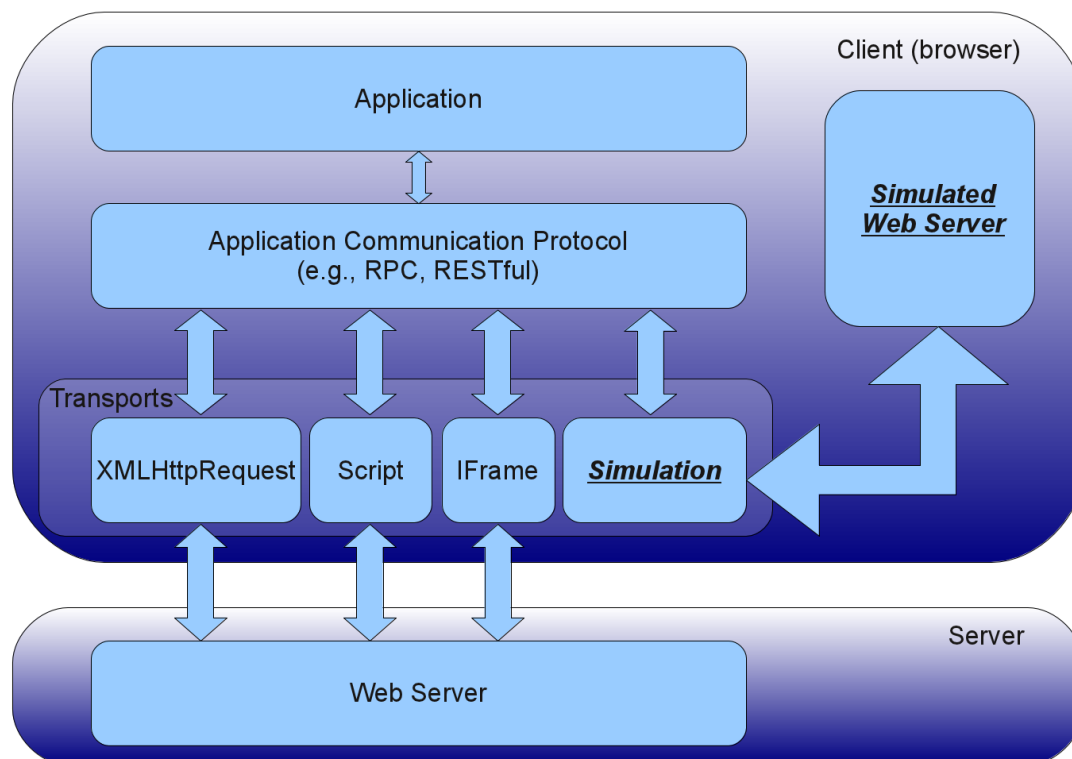 Client (browser)
Application
Simulated
Web Server
Application Communication Protocol
(e.g., RPC, RESTful)
Transports
XMLHttpRequest
Script
IFrame
Simulation
Server
Web Server